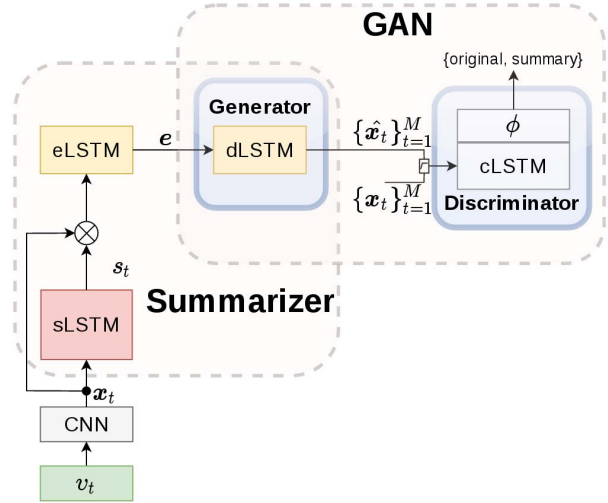 GAN
{original, summary}
Generator
ϕ
eLSTM
e
dLSTM
{x̂_t}_{t=1}^M
cLSTM
{x_t}_{t=1}^M
Discriminator
s_t
Summarizer
sLSTM
x_t
CNN
v_t